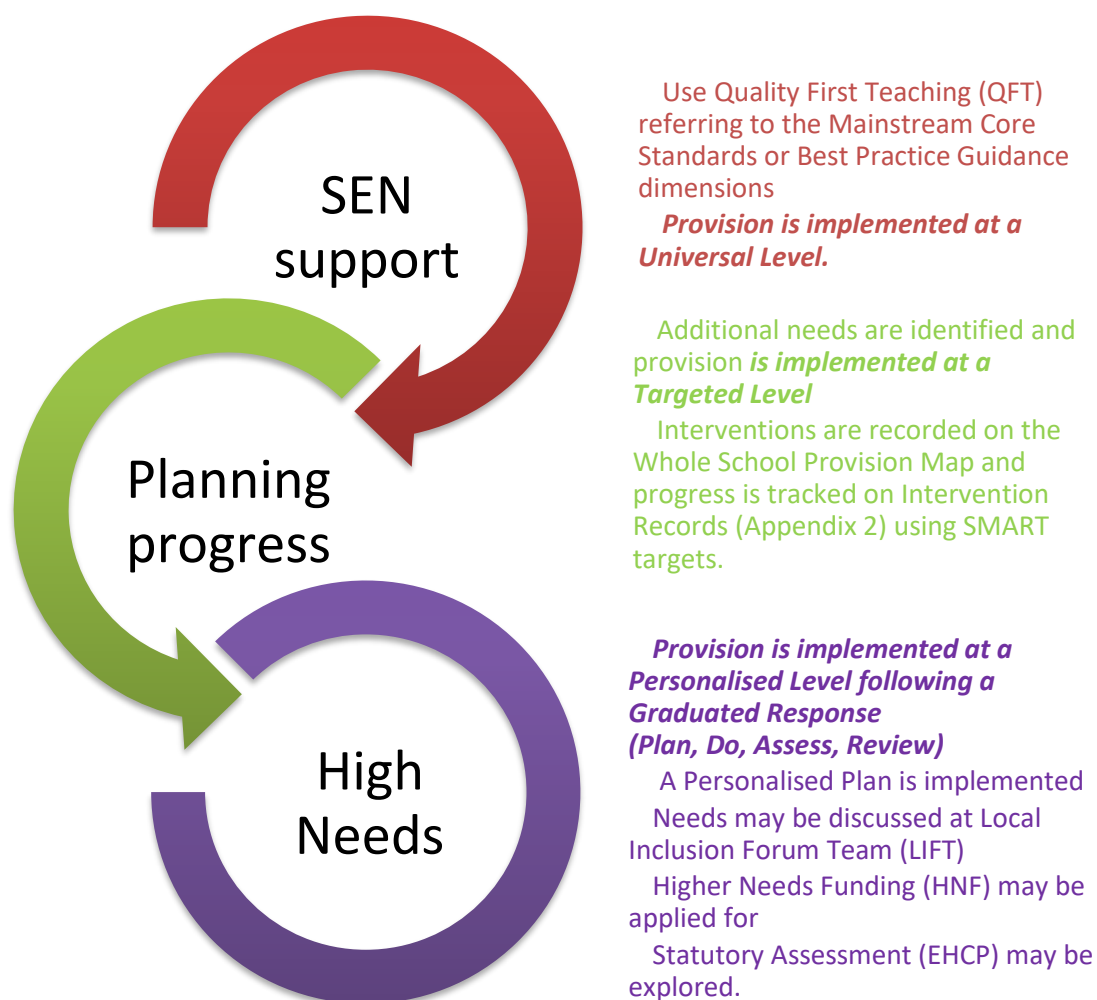 SEN
support
Use Quality First Teaching (QFT)
referring to the Mainstream Core
Standards or Best Practice Guidance
dimensions
Provision is implemented at a
Universal Level.
Planning
progress
Additional needs are identified and
provision is implemented at a
Targeted Level
Interventions are recorded on the
Whole School Provision Map and
progress is tracked on Intervention
Records (Appendix 2) using SMART
targets.
High
Needs
Provision is implemented at a
Personalised Level following a
Graduated Response
(Plan, Do, Assess, Review)
A Personalised Plan is implemented
Needs may be discussed at Local
Inclusion Forum Team (LIFT)
Higher Needs Funding (HNF) may be
applied for
Statutory Assessment (EHCP) may be
explored.